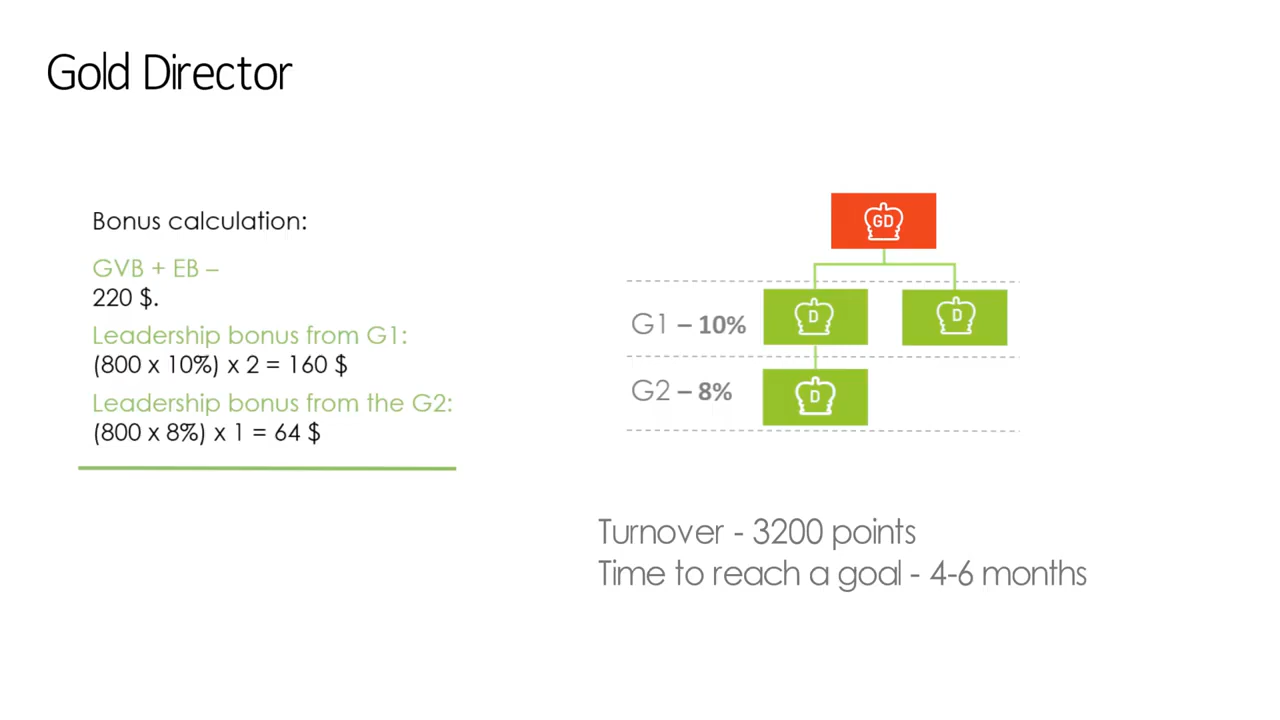 Gold Director
Bonus calculation:
GVB + EB –
220 $.
Leadership bonus from G1:
(800 x 10%) x 2 = 160 $
Leadership bonus from the G2:
(800 x 8%) x 1 = 64 $
GD
G1 – 10%
D
D
G2 – 8%
D
Turnover - 3200 points
Time to reach a goal - 4-6 months